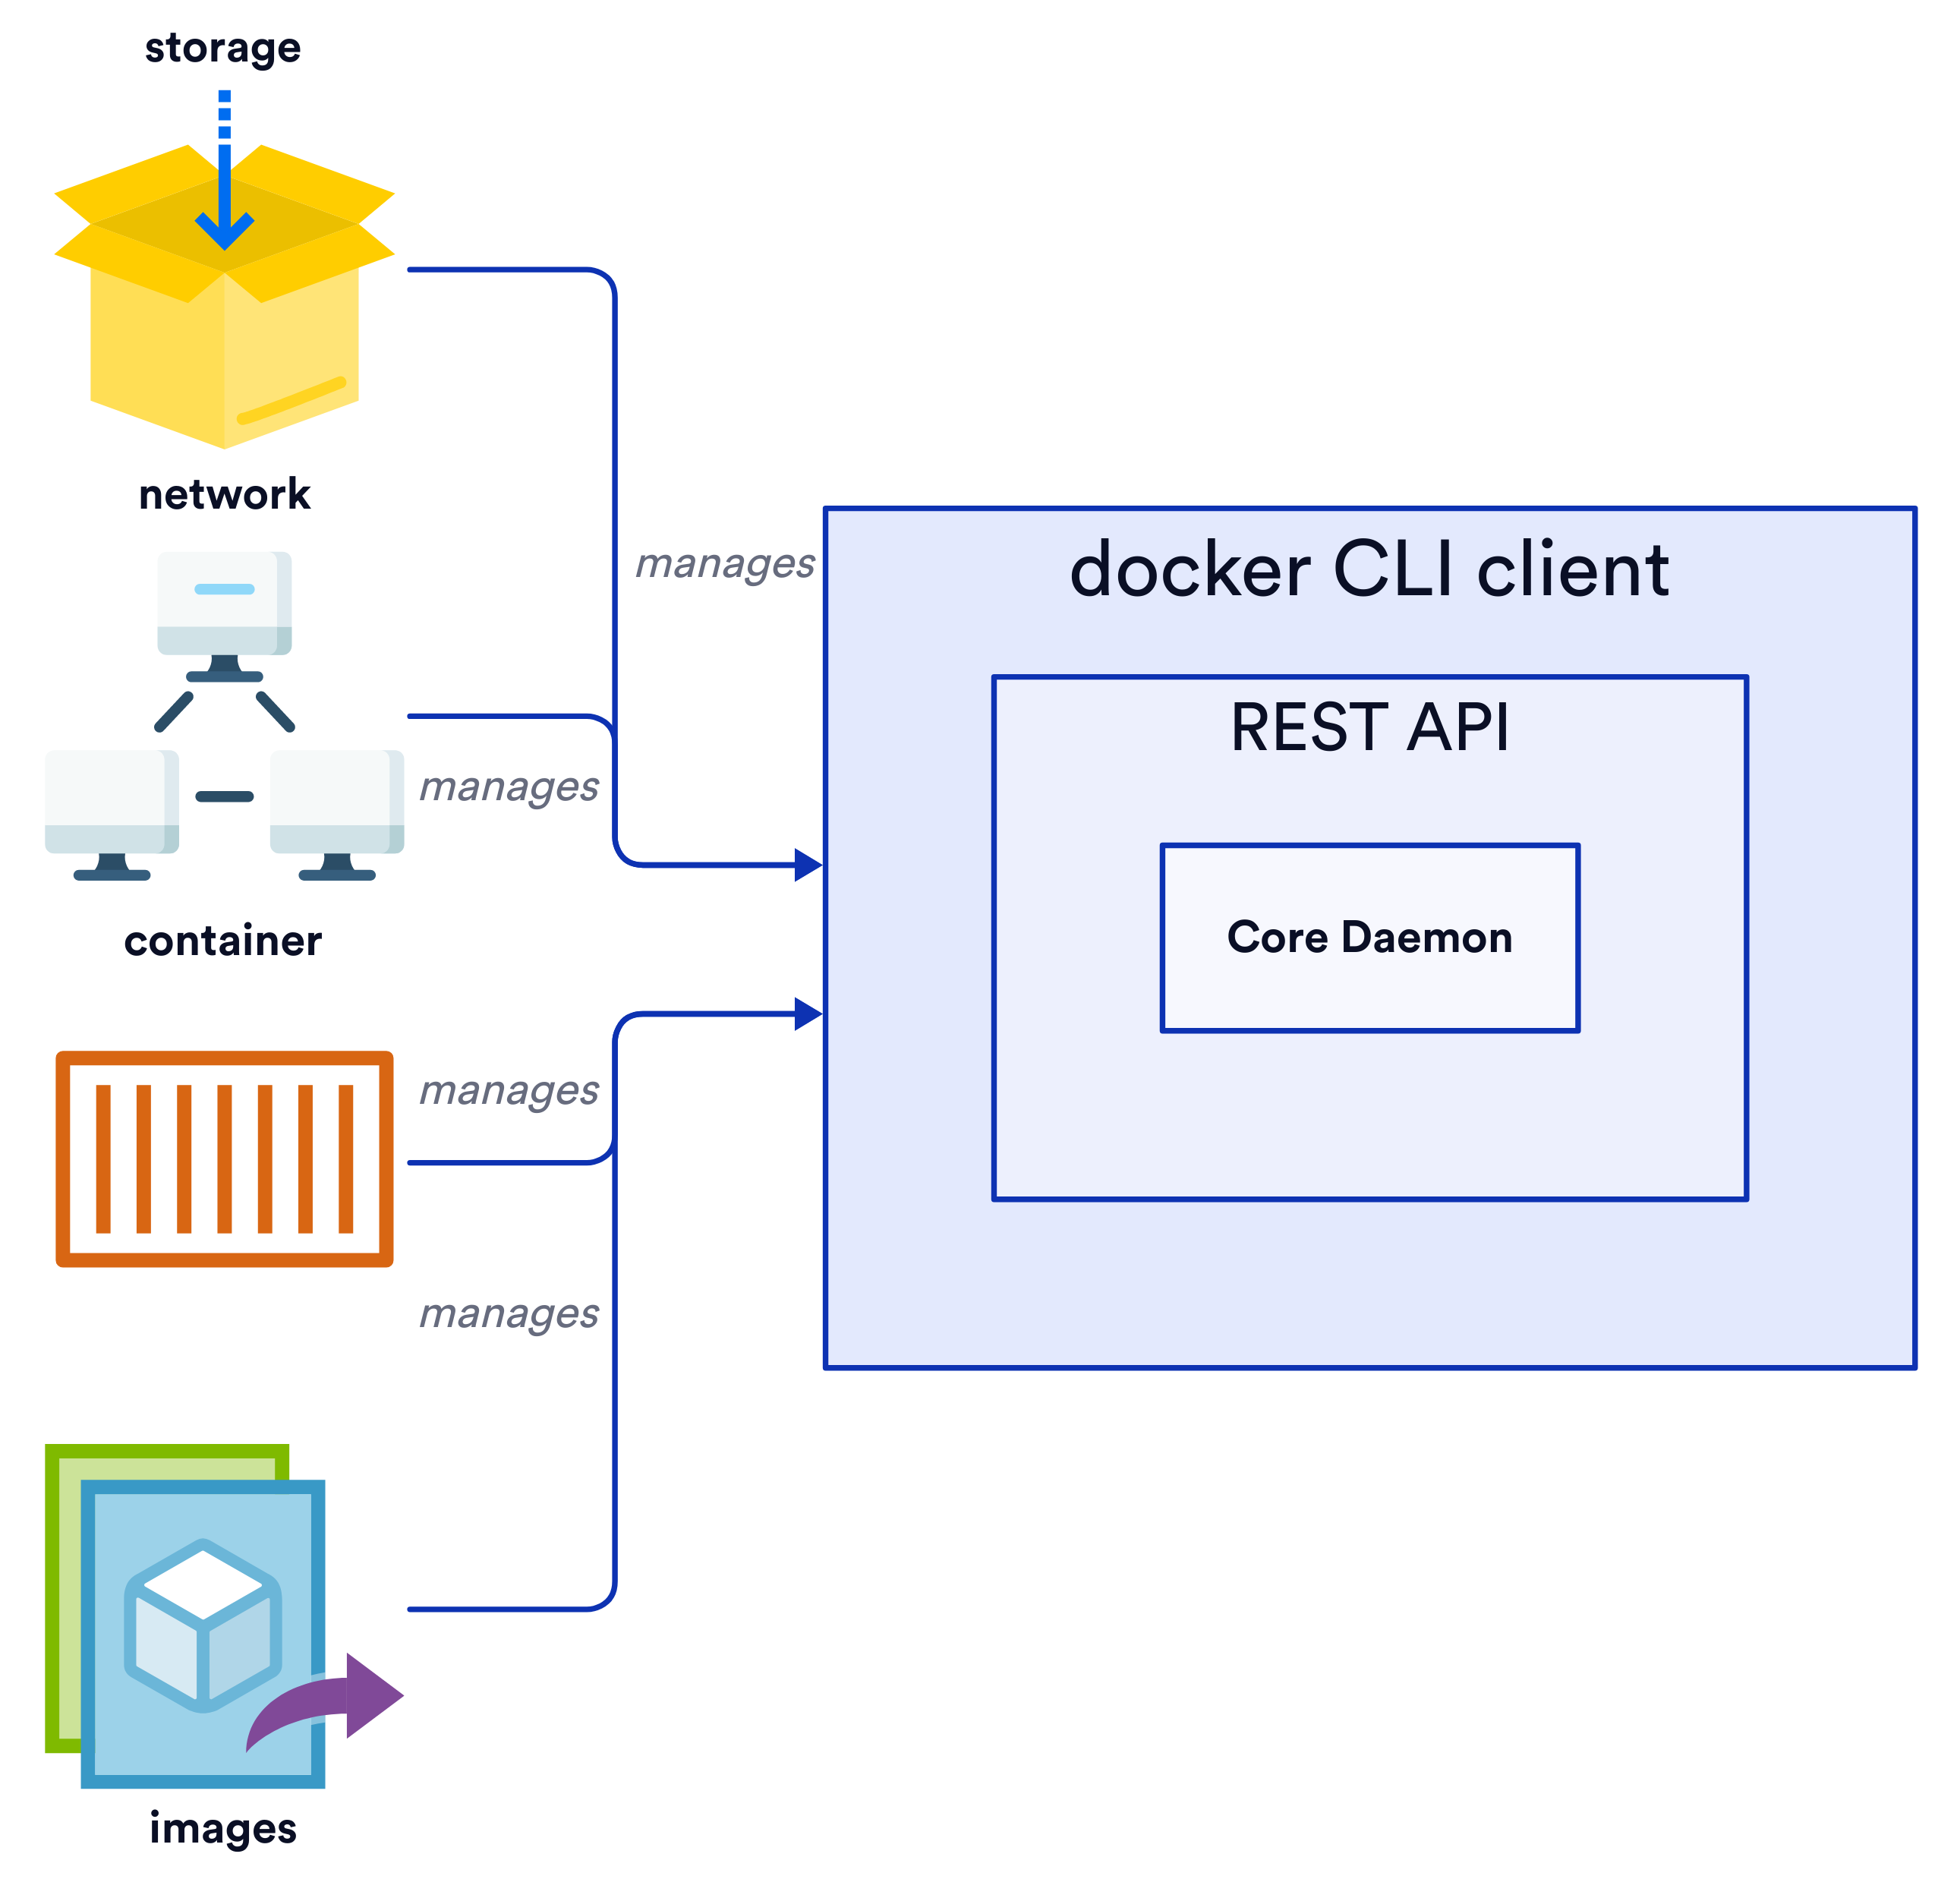 storage
network
manages
docker CLI client
REST API
manages
container
Core Daemon
manages
manages
images